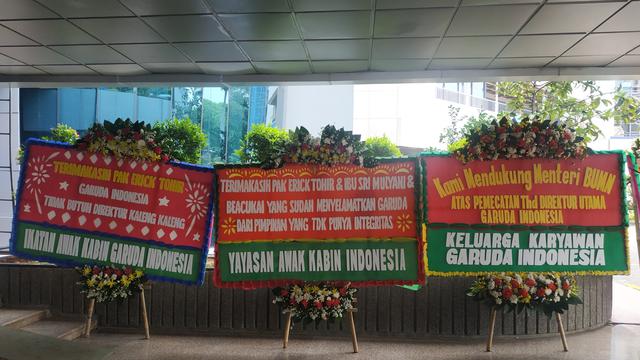 TERIMAKASIH PAK ERICK TOHIR
GARUDA INDONESIA
TIDAK BUTUH DIREKTUR KALENG KALENG
IKAYAN AWAK KABIN GARUDA INDONESIA
TERIMAKASIH PAK ERICK TOHIR & IBU SRI MULYANI &
BEACUKAI YANG SUDAH MENYELAMATKAN GARUDA
DARI PIMPINAN YANG TDK PUNYA INTEGRITAS
YAYASAN AWAK KABIN INDONESIA
Kami Mendukung Menteri BUMN
ATAS PEMECATAN Thd DIREKTUR UTAMA
GARUDA INDONESIA
KELUARGA KARYAWAN
GARUDA INDONESIA